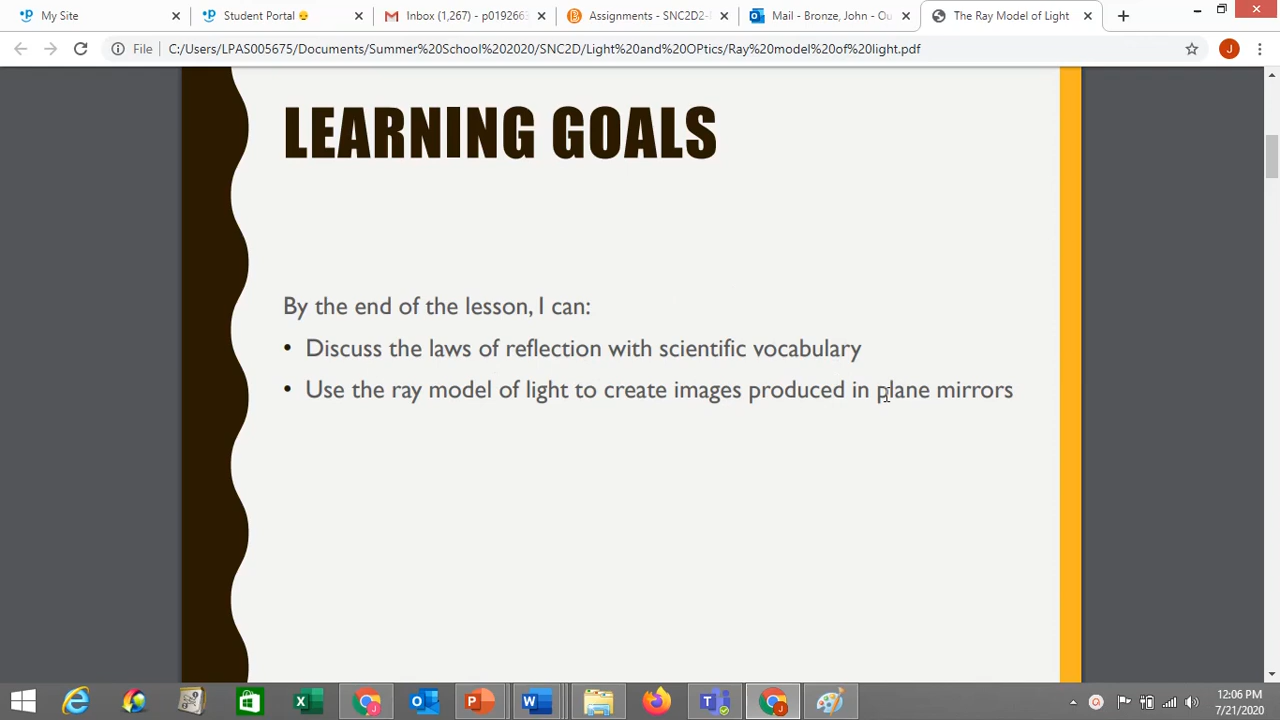 My Site
Student Portal
Inbox (1,267) - p0192663
Assignments - SNC2D2-
Mail - Bronze, John - Ou
The Ray Model of Light
File
C:/Users/LPAS005675/Documents/Summer%20School%202020/SNC2D/Light%20and%20OPtics/Ray%20model%20of%20light.pdf
J
LEARNING GOALS
By the end of the lesson, I can:
• Discuss the laws of reflection with scientific vocabulary
• Use the ray model of light to create images produced in plane mirrors
12:06 PM
7/21/2020